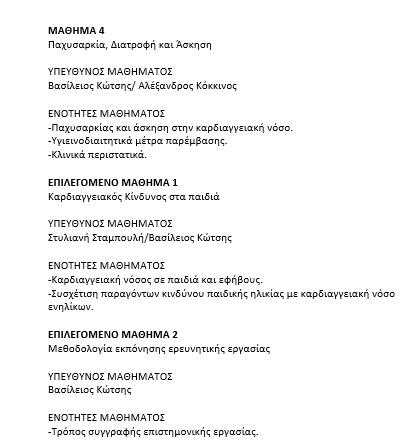 ΜΑΘΗΜΑ 4
Παχυσαρκία, Διατροφή και Άσκηση
ΥΠΕΥΘΥΝΟΣ ΜΑΘΗΜΑΤΟΣ
Βασίλειος Κώτσης/ Αλέξανδρος Κόκκινος
ΕΝΟΤΗΤΕΣ ΜΑΘΗΜΑΤΟΣ
-Παχυσαρκίας και άσκηση στην καρδιαγγειακή νόσο.
-Υγιεινοδιαιτητικά μέτρα παρέμβασης.
-Κλινικά περιστατικά.
ΕΠΙΛΕΓΟΜΕΝΟ ΜΑΘΗΜΑ 1
Καρδιαγγειακός Κίνδυνος στα παιδιά
ΥΠΕΥΘΥΝΟΣ ΜΑΘΗΜΑΤΟΣ
Στυλιανή Σταμπουλή/Βασίλειος Κώτσης
ΕΝΟΤΗΤΕΣ ΜΑΘΗΜΑΤΟΣ
-Καρδιαγγειακή νόσος σε παιδιά και εφήβους.
-Συσχέτιση παραγόντων κινδύνου παιδικής ηλικίας με καρδιαγγειακή νόσο
ενηλίκων.
ΕΠΙΛΕΓΟΜΕΝΟ ΜΑΘΗΜΑ 2
Μεθοδολογία εκπόνησης ερευνητικής εργασίας
ΥΠΕΥΘΥΝΟΣ ΜΑΘΗΜΑΤΟΣ
Βασίλειος Κώτσης
ΕΝΟΤΗΤΕΣ ΜΑΘΗΜΑΤΟΣ
-Τρόπος συγγραφής επιστημονικής εργασίας.